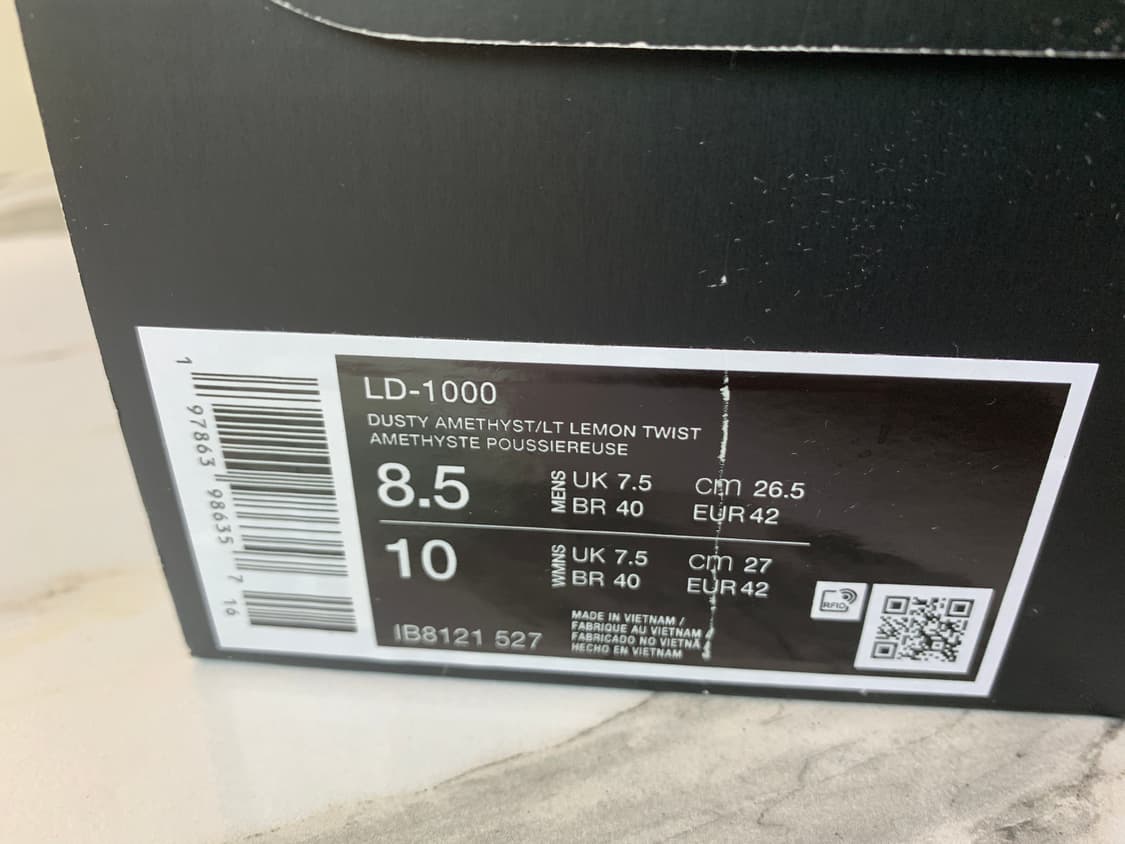 1 97863 98635 7 16
LD-1000
DUSTY AMETHYST/LT LEMON TWIST
AMETHYSTE POUSSIEREUSE
8.5
MENS
UK 7.5
cm 26.5
BR 40
EUR 42
10
WMNS
UK 7.5
cm 27
BR 40
EUR 42
IB8121 527
MADE IN VIETNAM /
FABRIQUE AU VIETNAM /
FABRICADO NO VIETNÃ /
HECHO EN VIETNAM
RFID